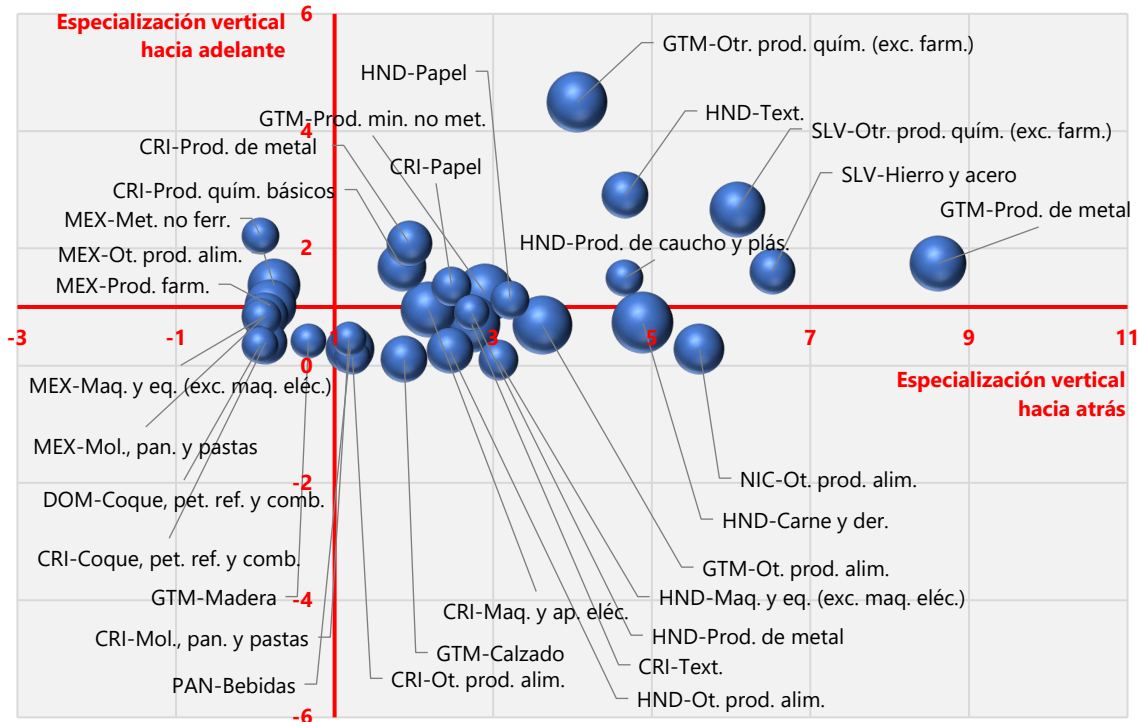 6
Especialización vertical
hacia adelante
GTM-Otr. prod. quím. (exc. farm.)
HND-Papel
4
GTM-Prod. min. no met.
HND-Text.
SLV-Otr. prod. quím. (exc. farm.)
CRI-Prod. de metal
CRI-Papel
SLV-Hierro y acero
CRI-Prod. quím. básicos
GTM-Prod. de metal
MEX-Met. no ferr.
2
HND-Prod. de caucho y plás.
MEX-Ot. prod. alim.
MEX-Prod. farm.
-3
-1
1
3
5
7
9
11
0
Especialización vertical
hacia atrás
MEX-Maq. y eq. (exc. maq. eléc.)
MEX-Mol., pan. y pastas
-2
NIC-Ot. prod. alim.
DOM-Coque, pet. ref. y comb.
HND-Carne y der.
CRI-Coque, pet. ref. y comb.
GTM-Ot. prod. alim.
GTM-Madera
-4
CRI-Maq. y ap. eléc.
HND-Maq. y eq. (exc. maq. eléc.)
CRI-Mol., pan. y pastas
HND-Prod. de metal
GTM-Calzado
CRI-Text.
PAN-Bebidas
CRI-Ot. prod. alim.
HND-Ot. prod. alim.
-6